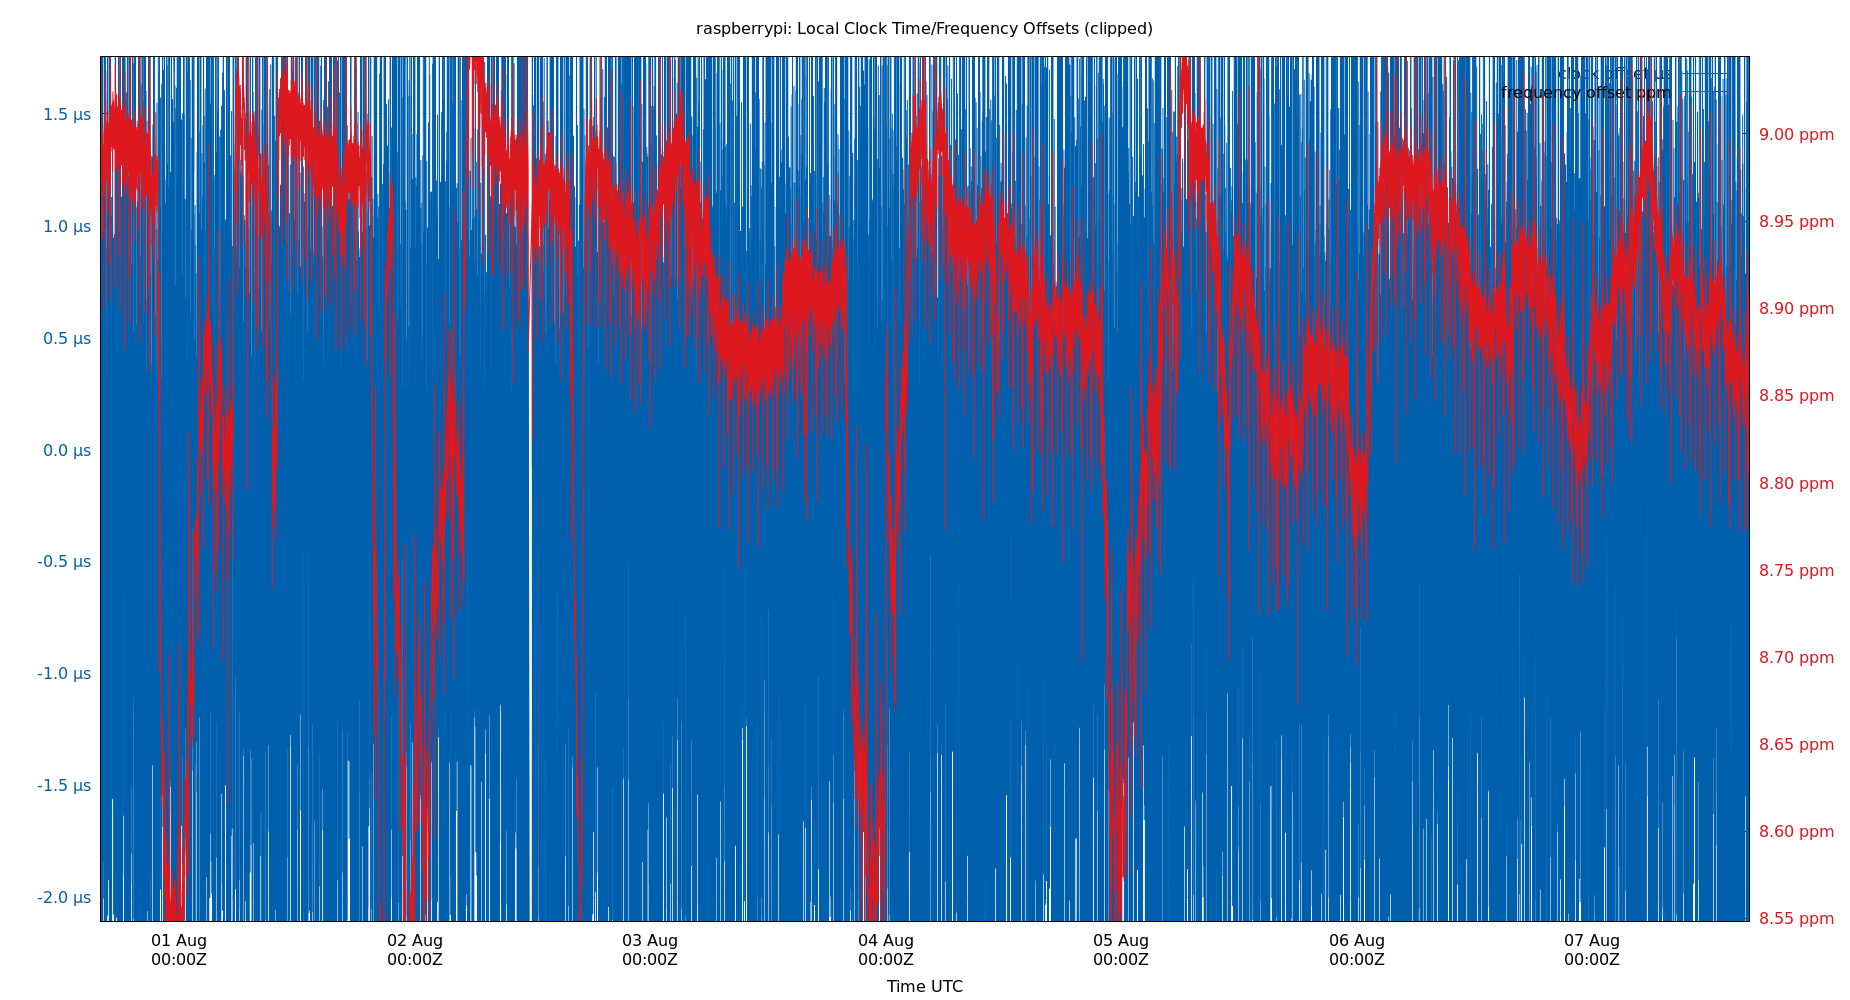 raspberrypi: Local Clock Time/Frequency Offsets (clipped)
clock offset µs
frequency offset ppm
1.5 µs
1.0 µs
0.5 µs
0.0 µs
-0.5 µs
-1.0 µs
-1.5 µs
-2.0 µs
9.00 ppm
8.95 ppm
8.90 ppm
8.85 ppm
8.80 ppm
8.75 ppm
8.70 ppm
8.65 ppm
8.60 ppm
8.55 ppm
01 Aug 02 Aug 03 Aug 04 Aug 05 Aug 06 Aug 07 Aug
00:00Z 00:00Z 00:00Z 00:00Z 00:00Z 00:00Z 00:00Z
Time UTC